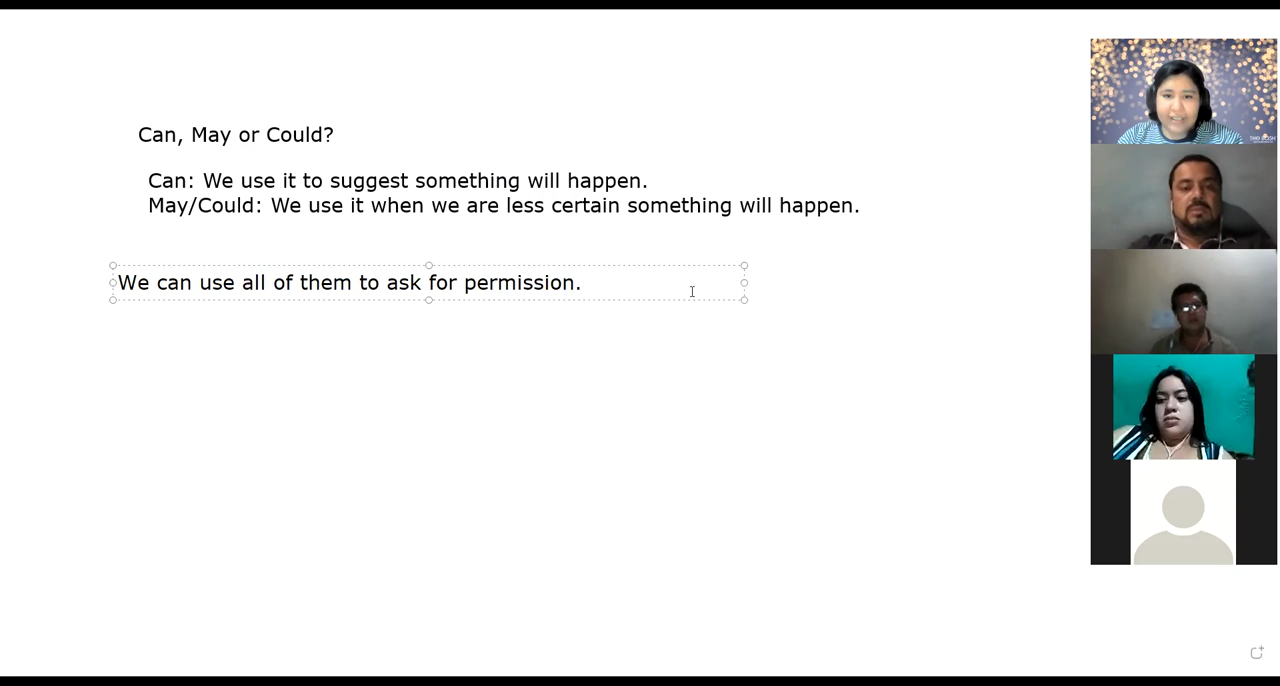 Can, May or Could?
Can: We use it to suggest something will happen.
May/Could: We use it when we are less certain something will happen.
We can use all of them to ask for permission.